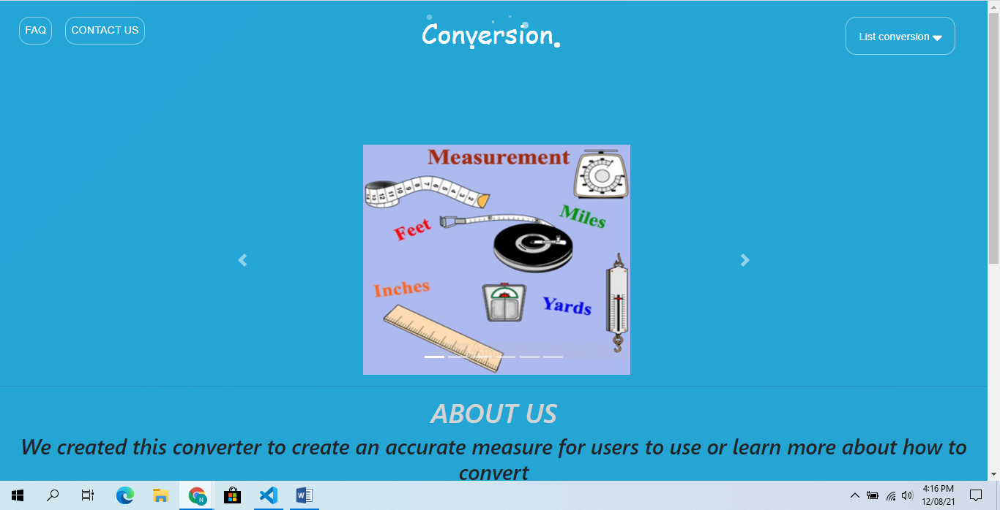 FAQ
CONTACT US
Conversion
List conversion
Measurement
Feet
Miles
Inches
Yards
ABOUT US
We created this converter to create an accurate measure for users to use or learn more about how to
convert
N
W
4:16 PM
12/08/21